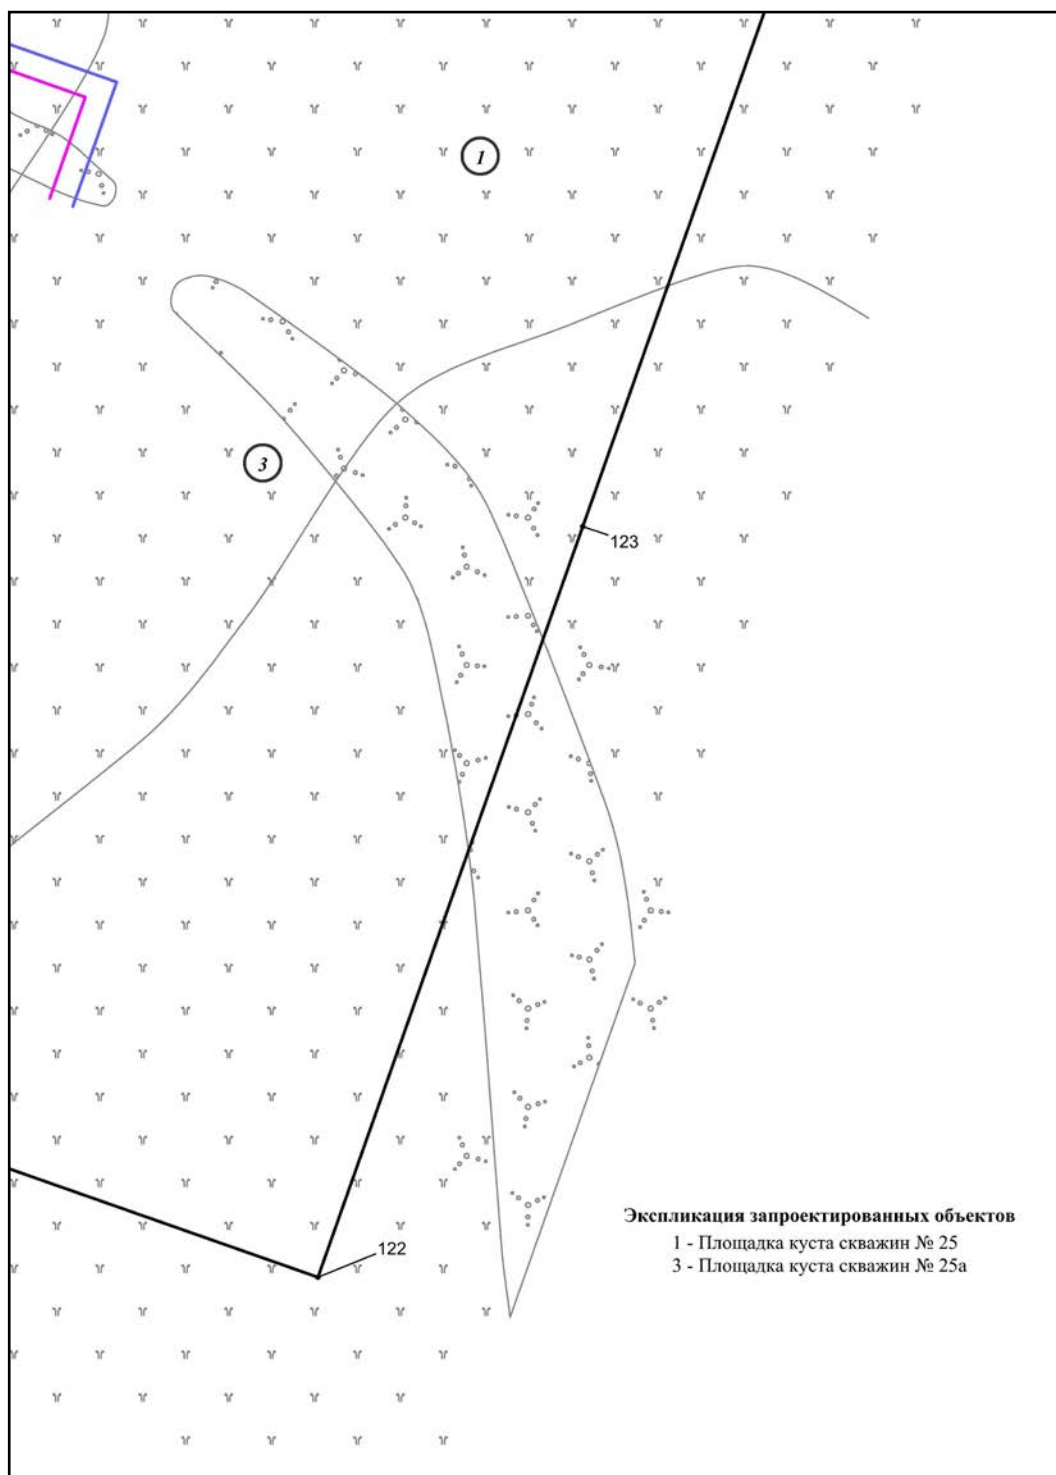 1
3
123
122
Экспликация запроектированных объектов
1 - Площадка куста скважин № 25
3 - Площадка куста скважин № 25а